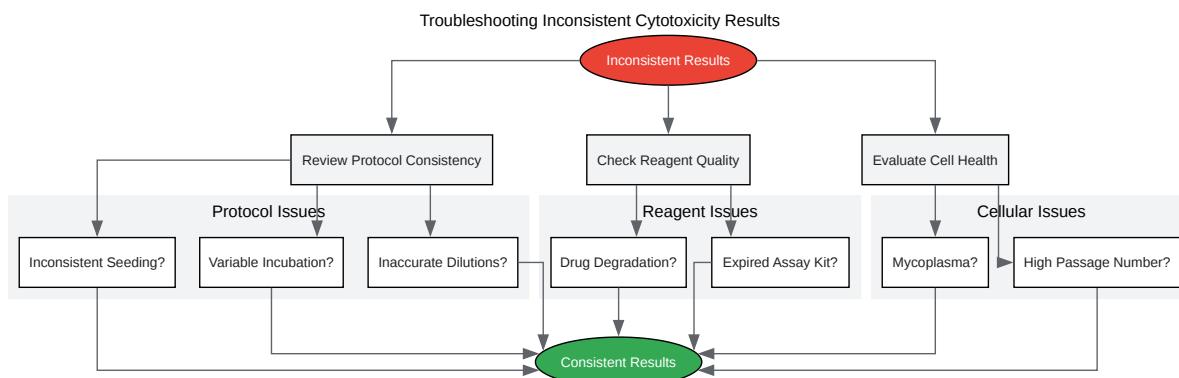 Troubleshooting Inconsistent Cytotoxicity Results
Inconsistent Results
Review Protocol Consistency
Check Reagent Quality
Evaluate Cell Health
Protocol Issues
Reagent Issues
Cellular Issues
Inconsistent Seeding?
Variable Incubation?
Inaccurate Dilutions?
Drug Degradation?
Expired Assay Kit?
Mycoplasma?
High Passage Number?
Consistent Results